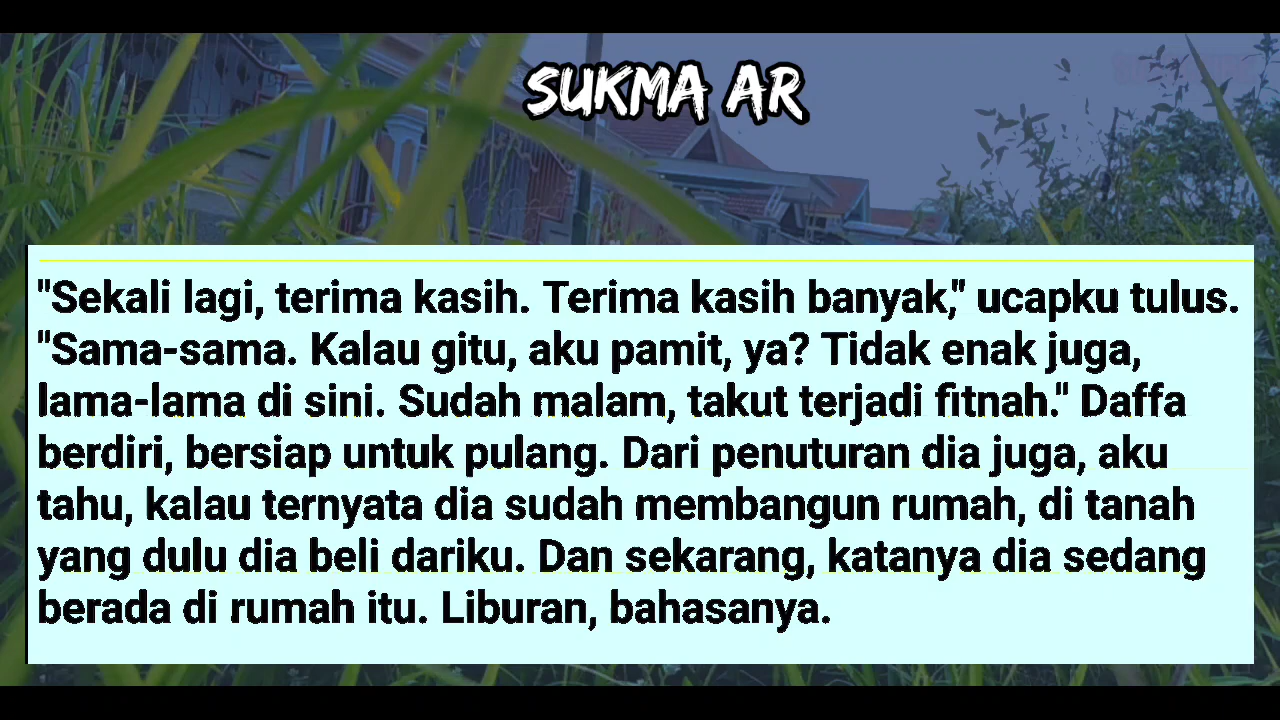 SUKMA AR
"Sekali lagi, terima kasih. Terima kasih banyak," ucapku tulus.
"Sama-sama. Kalau gitu, aku pamit, ya? Tidak enak juga,
lama-lama di sini. Sudah malam, takut terjadi fitnah." Daffa
berdiri, bersiap untuk pulang. Dari penuturan dia juga, aku
tahu, kalau ternyata dia sudah membangun rumah, di tanah
yang dulu dia beli dariku. Dan sekarang, katanya dia sedang
berada di rumah itu. Liburan, bahasanya.